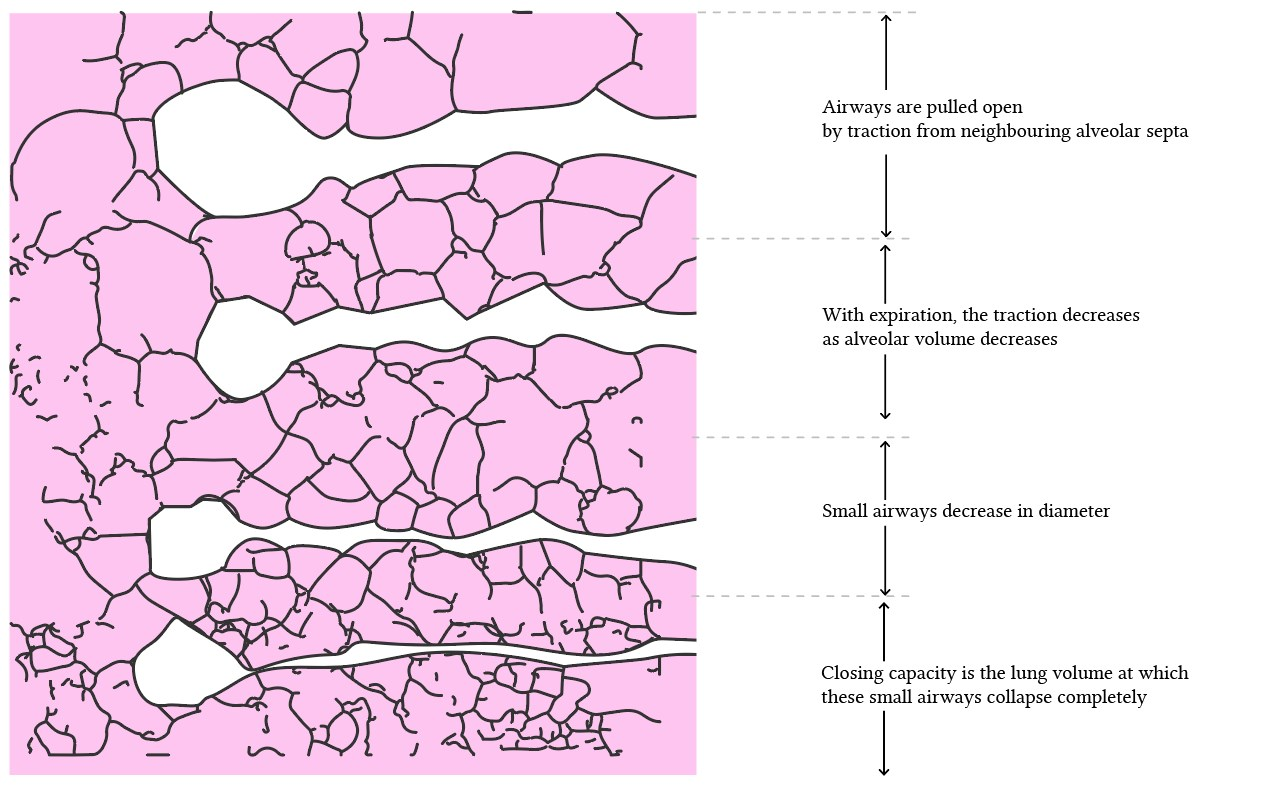 Airways are pulled open
by traction from neighbouring alveolar septa
With expiration, the traction decreases
as alveolar volume decreases
Small airways decrease in diameter
Closing capacity is the lung volume at which
these small airways collapse completely